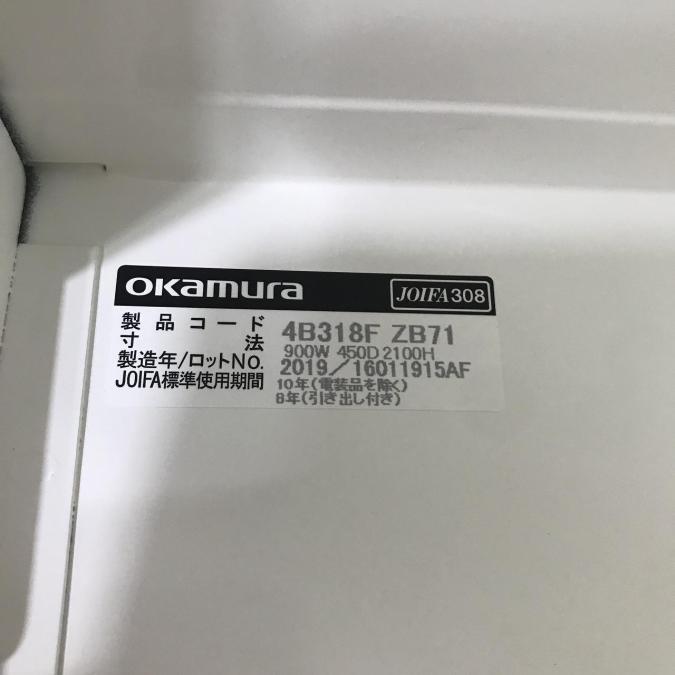 okamura JOIFA308
製品コード 4B318F ZB71
寸法 900W 450D 2100H
製造年/ロットNO. 2019/16011915AF
JOIFA標準使用期間 10年(電装品を除く)
8年(引き出し付き)